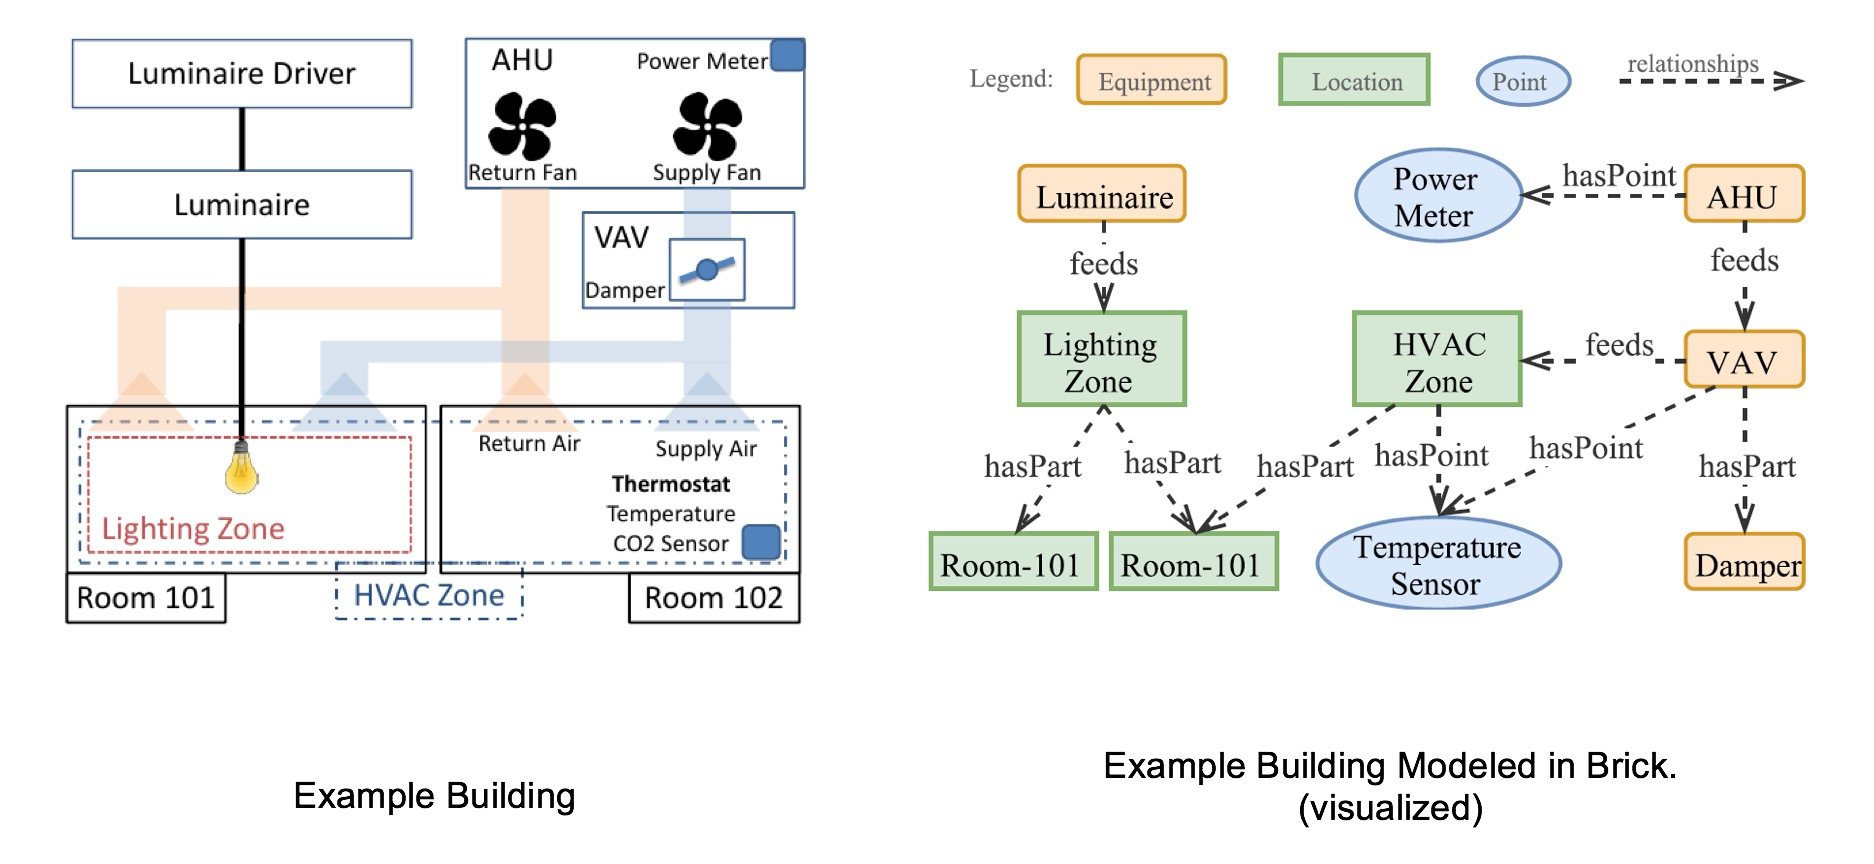 Luminaire Driver
Luminaire
AHU
Power Meter
Return Fan
Supply Fan
VAV
Damper
Return Air
Supply Air
Thermostat
Temperature
CO2 Sensor
Lighting Zone
Room 101
HVAC Zone
Room 102
Example Building
Legend:
Equipment
Location
Point
relationships
Luminaire
Power
Meter
hasPoint
AHU
feeds
feeds
Lighting
Zone
HVAC
Zone
feeds
VAV
hasPart
hasPart
hasPart
hasPoint
hasPoint
hasPart
Room-101
Room-101
Temperature
Sensor
Damper
Example Building Modeled in Brick.
(visualized)